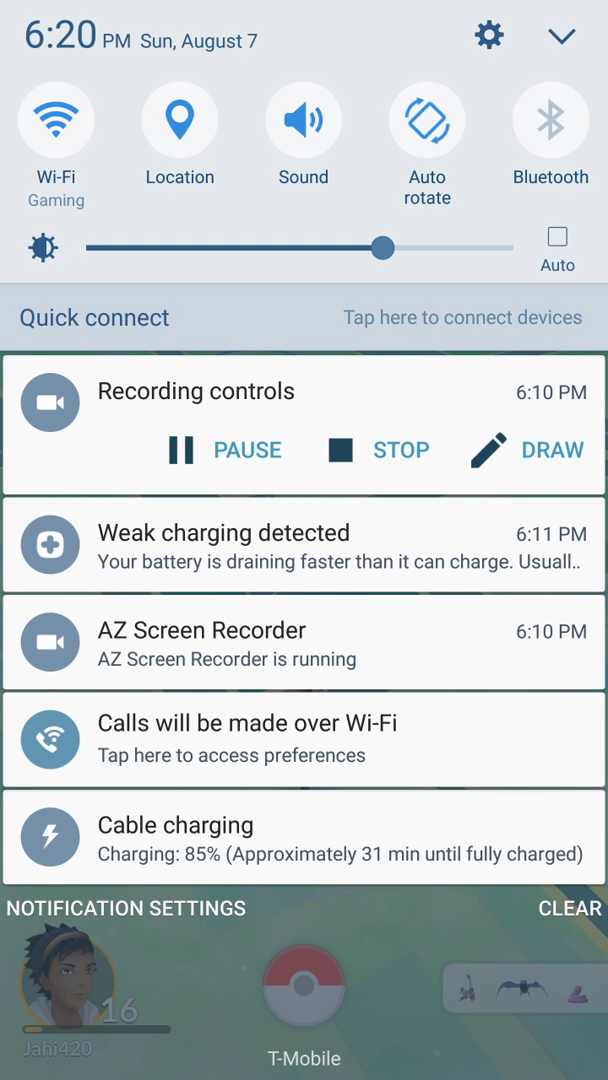 6:20 PM Sun, August 7
Wi-Fi
Gaming
Location
Sound
Auto
rotate
Bluetooth
Auto
Quick connect
Tap here to connect devices
Recording controls 6:10 PM
PAUSE STOP DRAW
Weak charging detected 6:11 PM
Your battery is draining faster than it can charge. Usuall..
AZ Screen Recorder 6:10 PM
AZ Screen Recorder is running
Calls will be made over Wi-Fi
Tap here to access preferences
Cable charging
Charging: 85% (Approximately 31 min until fully charged)
NOTIFICATION SETTINGS CLEAR
16
Jahi420
T-Mobile